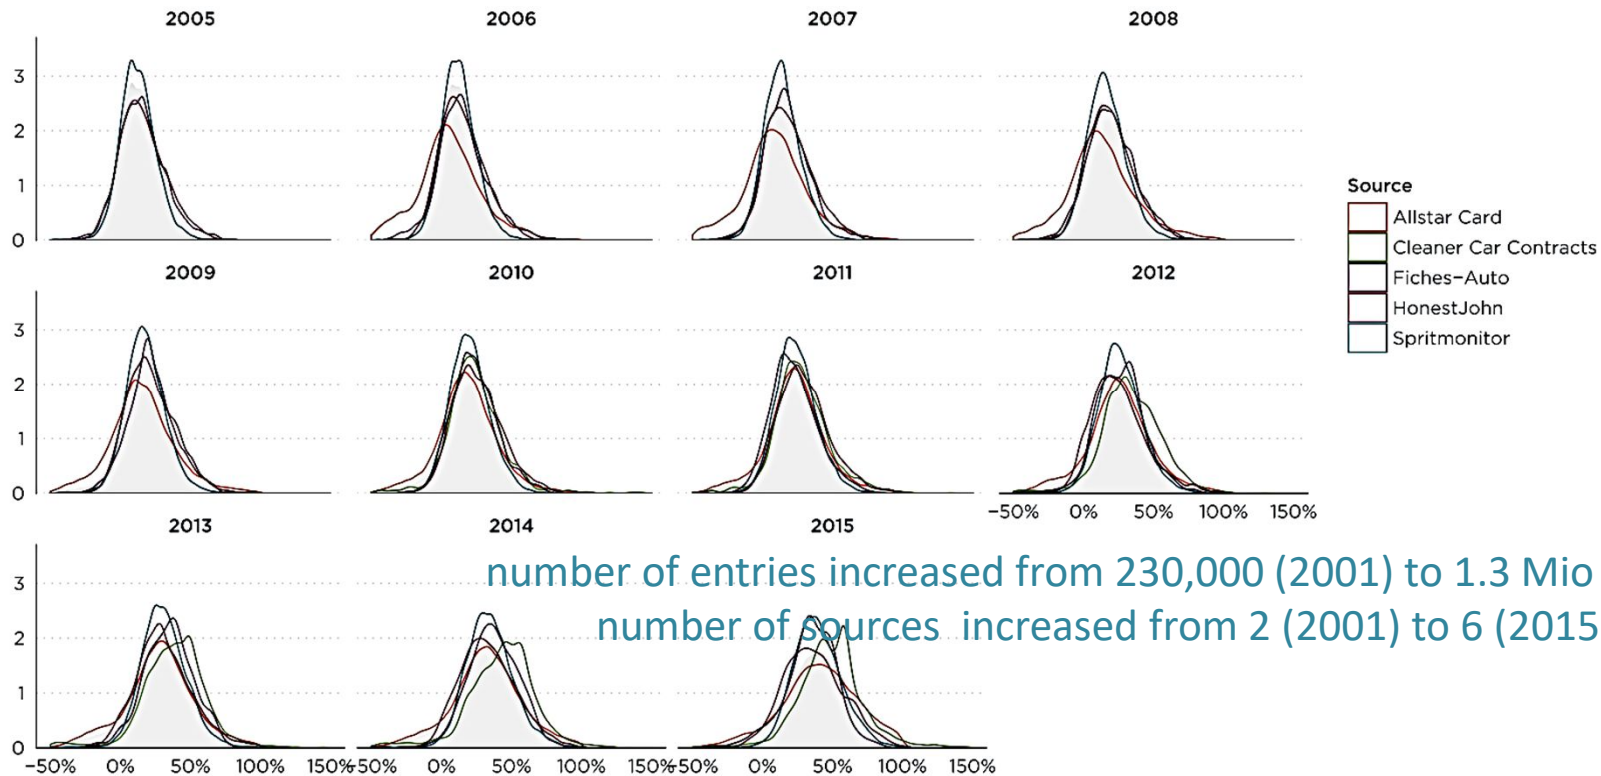 2005 2006 2007 2008
3
2
1
0
Source
Allstar Card
Cleaner Car Contracts
Fiches-Auto
HonestJohn
Spritmonitor
2009 2010 2011 2012
3
2
1
0
−50% 0% 50% 100% 150%
2013 2014 2015
number of entries increased from 230,000 (2001) to 1.3 Mio
number of sources increased from 2 (2001) to 6 (2015
3
2
1
0
−50% 0% 50% 100% 150% −50% 0% 50% 100% 150% −50% 0% 50% 100% 150%